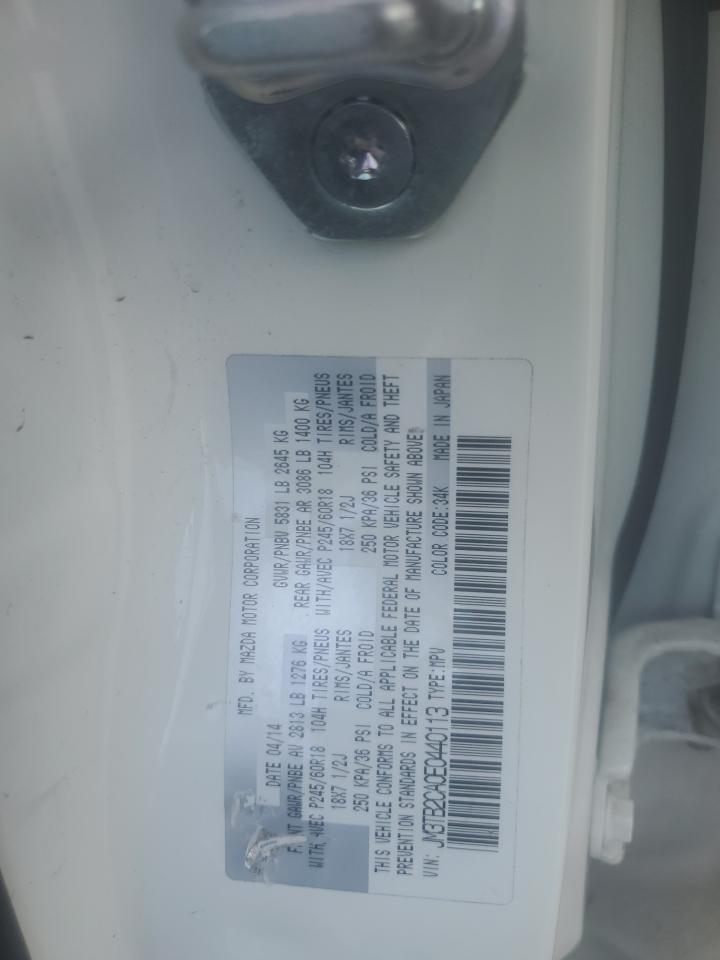 MFD. BY MAZDA MOTOR CORPORATION
DATE 04/14 GVWR/PNBV 5831 LB 2645 KG
GAWR/PNBE AV 2813 LB 1276 KG REAR GAWR/PNBE AR 3086 LB 1400 KG
WITH/AVEC P245/60R18 104H TIRES/PNEUS WITH/AVEC P245/60R18 104H TIRES/PNEUS
18X7 1/2J RIMS/JANTES 18X7 1/2J RIMS/JANTES
250 KPA/36 PSI COLD/A FROID 250 KPA/36 PSI COLD/A FROID
THIS VEHICLE CONFORMS TO ALL APPLICABLE FEDERAL MOTOR VEHICLE SAFETY AND THEFT
PREVENTION STANDARDS IN EFFECT ON THE DATE OF MANUFACTURE SHOWN ABOVE.
VIN: JM3TB2CA0E0440113 TYPE:MPV COLOR CODE:34K MADE IN JAPAN